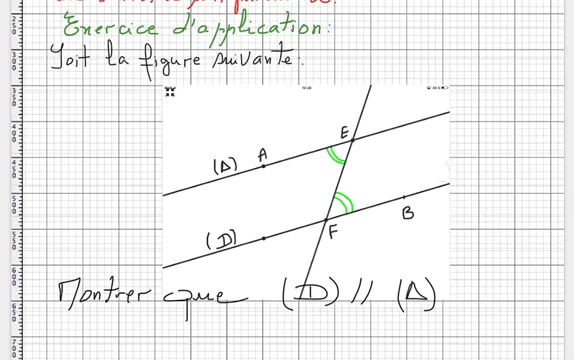 Exercice d'application:
Soit la figure suivante:
E
(Δ) A
B
(D) F
Montrer que (D) // (Δ)